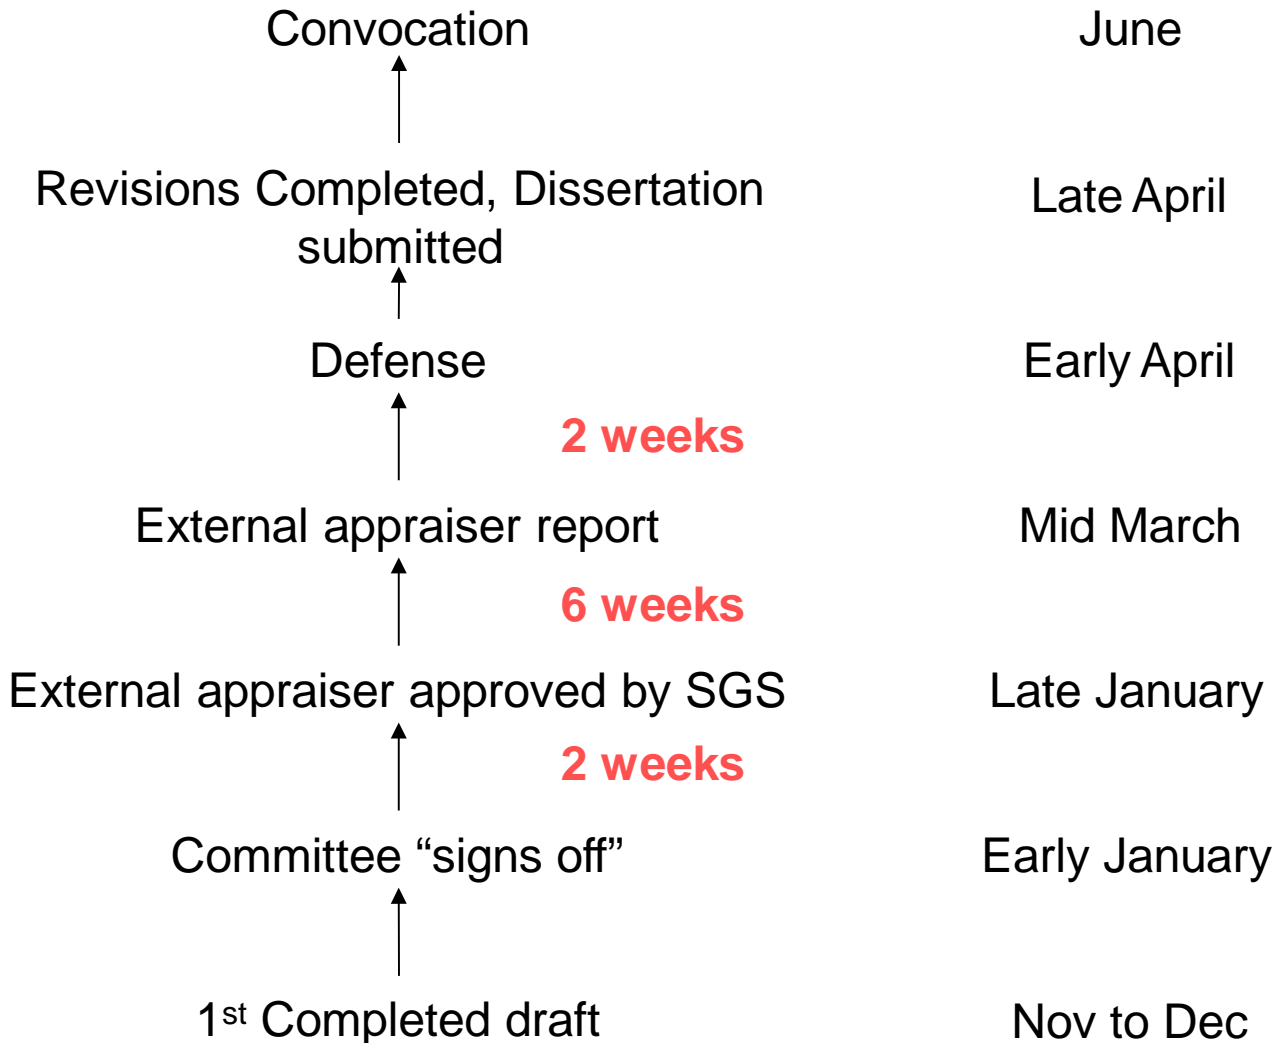 Convocation June
Revisions Completed, Dissertation
submitted
Late April
Defense Early April
2 weeks
External appraiser report Mid March
6 weeks
External appraiser approved by SGS Late January
2 weeks
Committee “signs off” Early January
1st Completed draft Nov to Dec